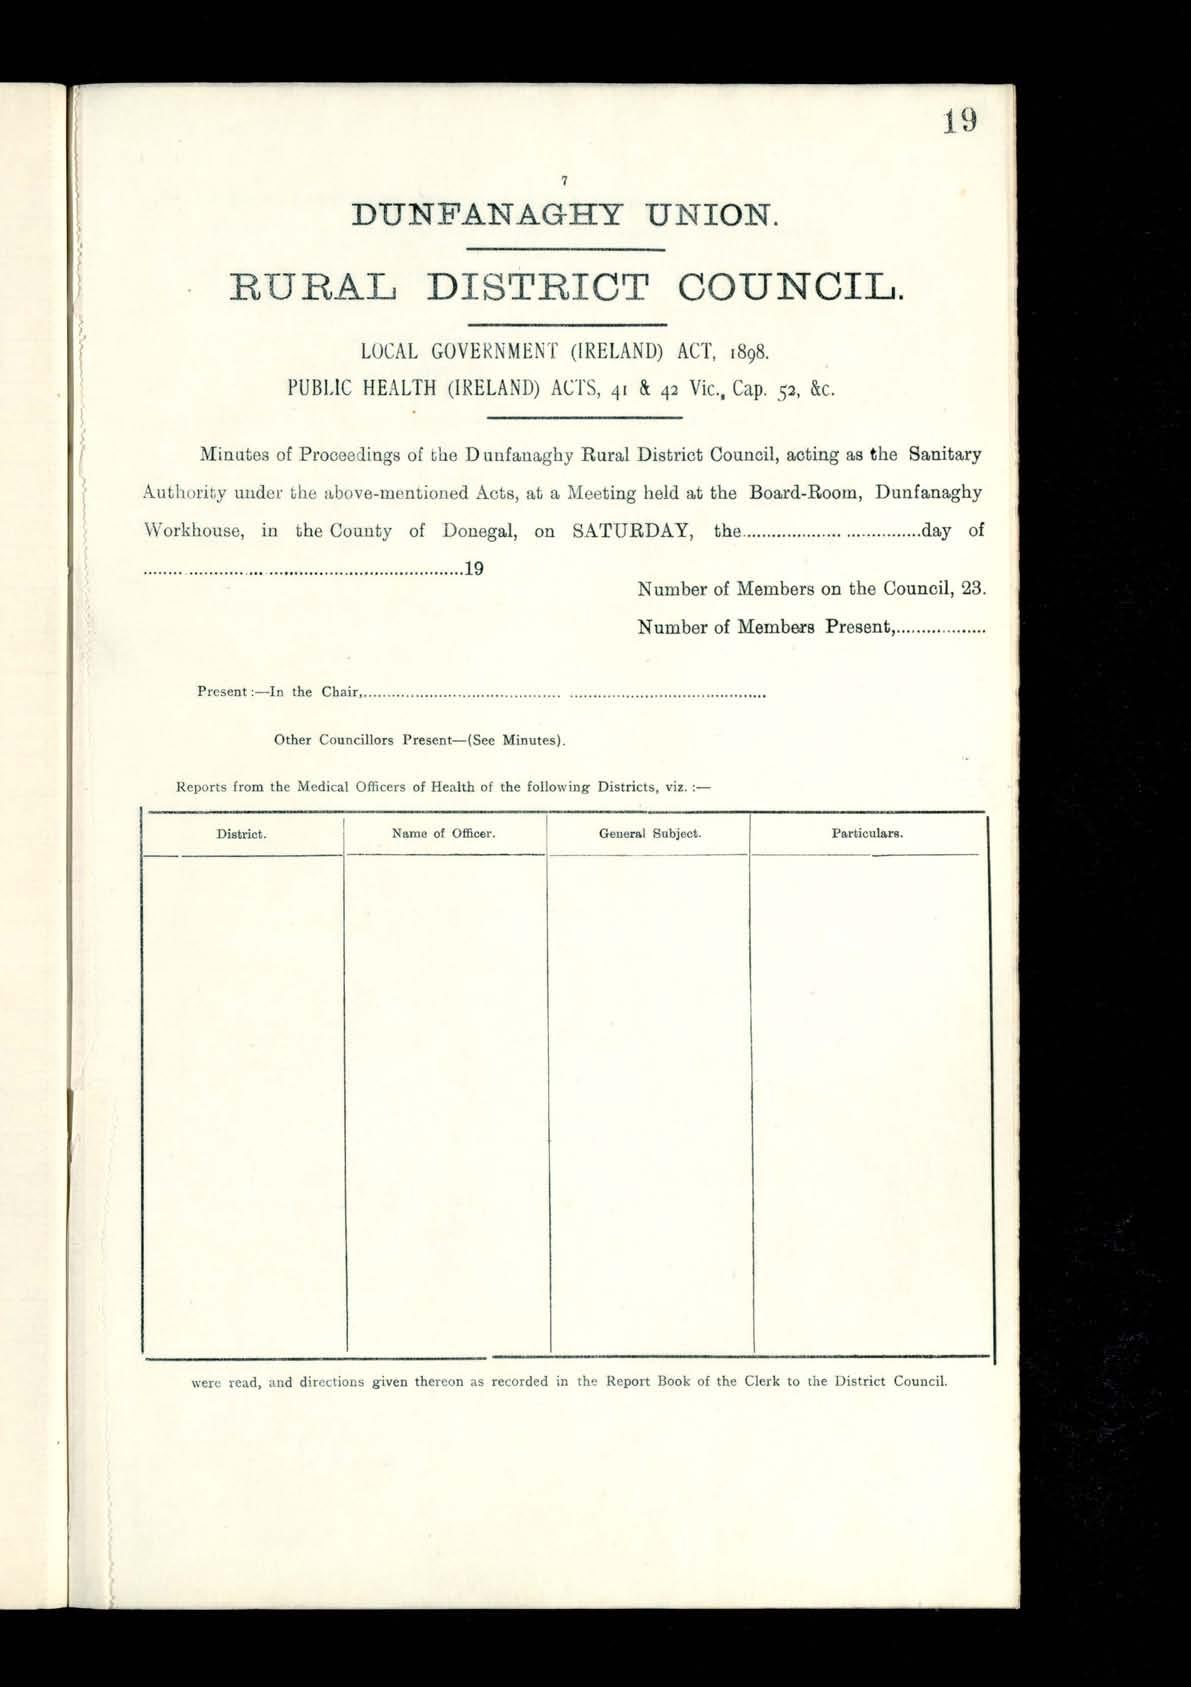 19
7
DUNFANAGHY UNION.
RURAL DISTRICT COUNCIL.
LOCAL GOVERNMENT (IRELAND) ACT, 1898.
PUBLIC HEALTH (IRELAND) ACTS, 41 & 42 Vic., Cap. 52, &c.
Minutes of Proceedings of the Dunfanaghy Rural District Council, acting as the Sanitary
Authority under the above-mentioned Acts, at a Meeting held at the Board-Room, Dunfanaghy
Workhouse, in the County of Donegal, on SATURDAY, the.....................................day of
................................................................19
Number of Members on the Council, 23.
Number of Members Present,..................
Present :—In the Chair,................................................................................
Other Councillors Present—(See Minutes).
Reports from the Medical Officers of Health of the following Districts, viz. :—
District. Name of Officer. General Subject. Particulars.
were read, and directions given thereon as recorded in the Report Book of the Clerk to the District Council.